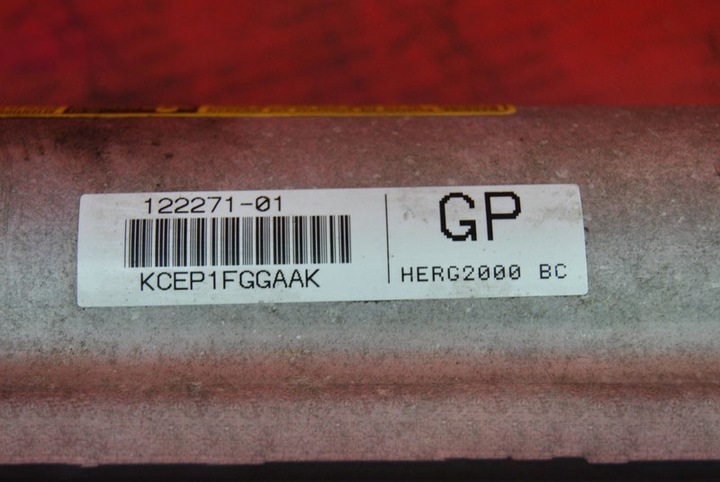 122271-01
KCEP1FGGAAK
GP
HERG2000 BC